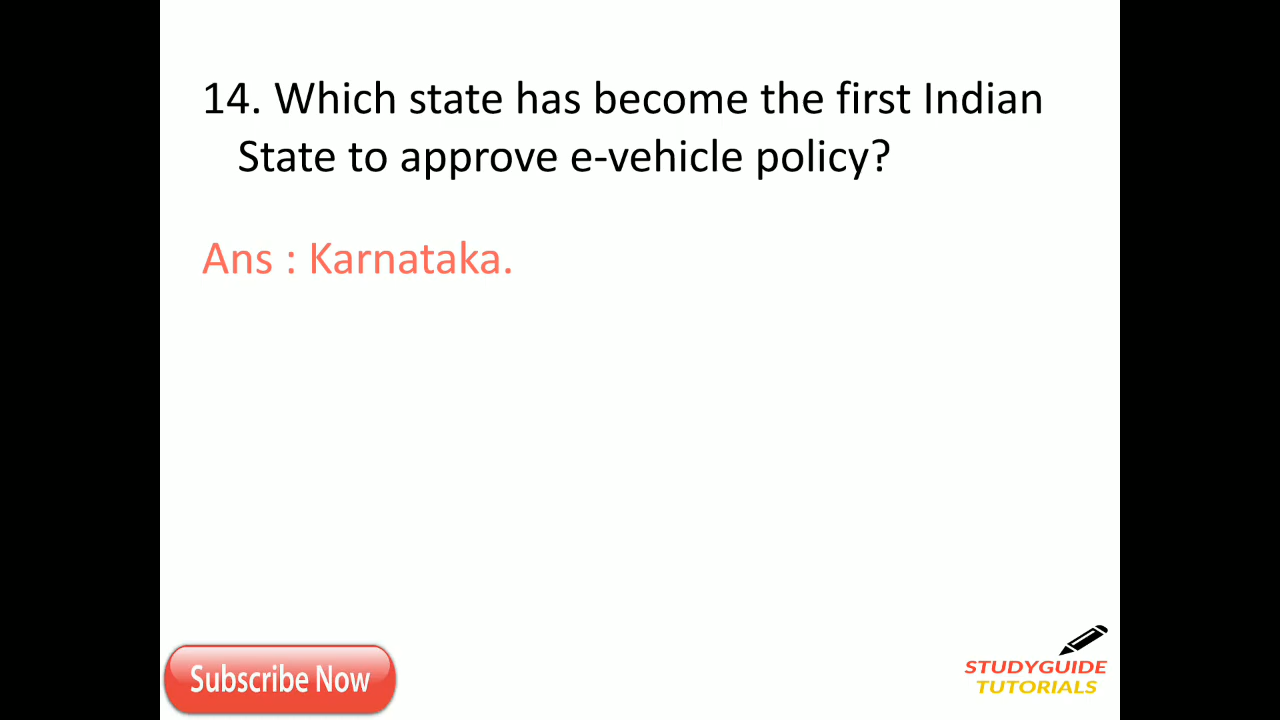 14. Which state has become the first Indian
State to approve e-vehicle policy?
Ans : Karnataka.
Subscribe Now
STUDYGUIDE
TUTORIALS